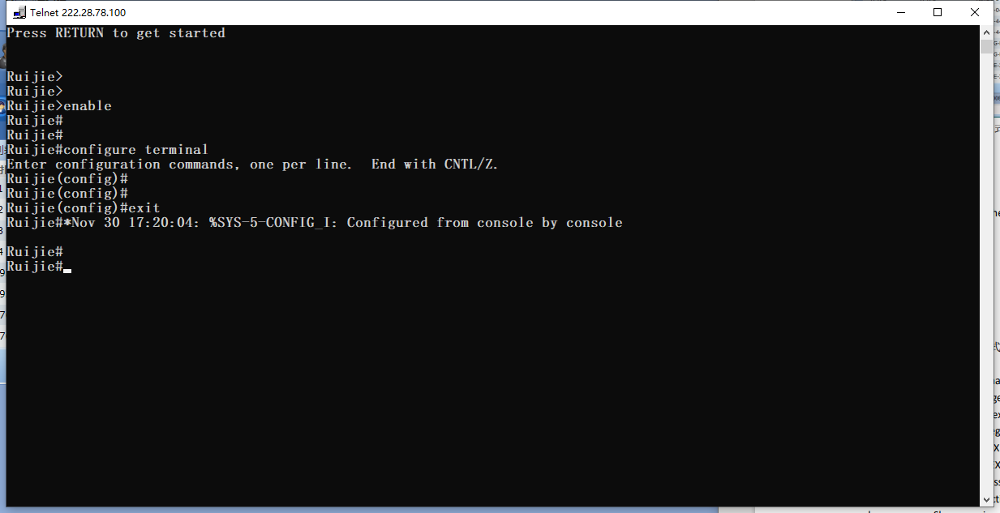 Telnet 222.28.78.100
Press RETURN to get started
Ruijie>
Ruijie>
Ruijie>enable
Ruijie#
Ruijie#
Ruijie#configure terminal
Enter configuration commands, one per line.  End with CNTL/Z.
Ruijie(config)#
Ruijie(config)#
Ruijie(config)#exit
Ruijie#*Nov 30 17:20:04: %SYS-5-CONFIG_I: Configured from console by console
Ruijie#
Ruijie#